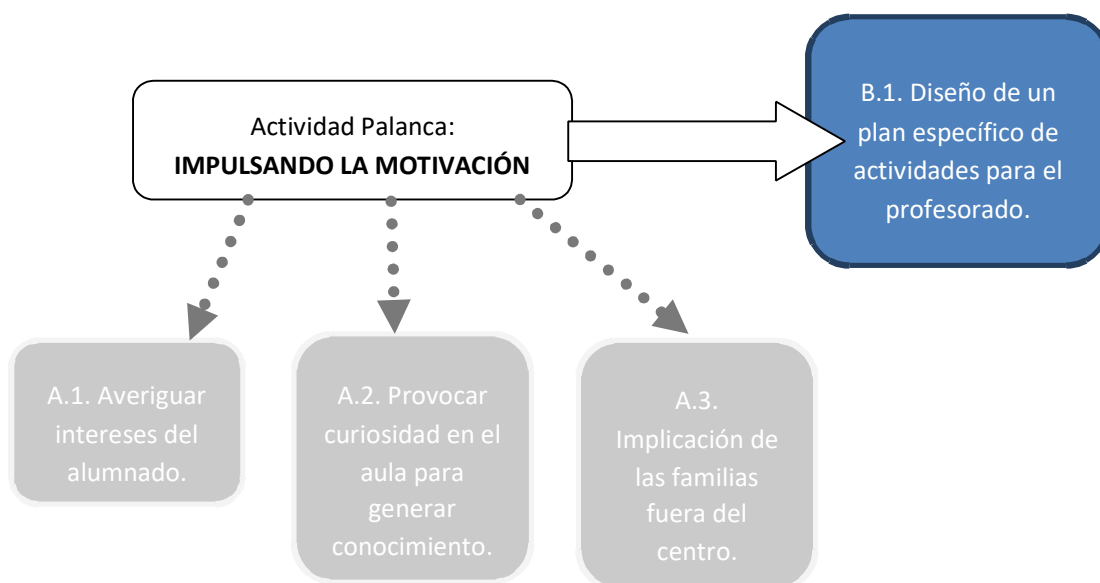 Actividad Palanca:
IMPULSANDO LA MOTIVACIÓN
B.1. Diseño de un
plan específico de
actividades para el
profesorado.
A.1. Averiguar
intereses del
alumnado.
A.2. Provocar
curiosidad en el
aula para
generar
conocimiento.
A.3.
Implicación de
las familias
fuera del
centro.